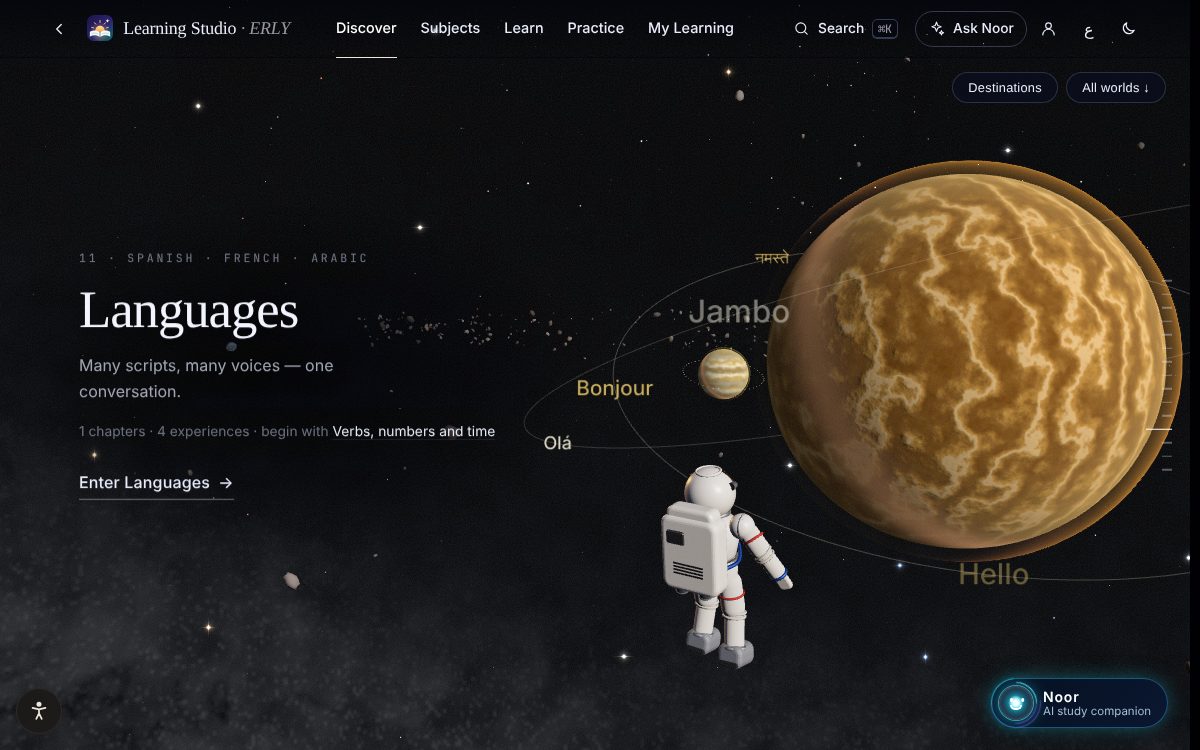 Learning Studio · ERLY
Discover
Subjects
Learn
Practice
My Learning
Search ⌘K
Ask Noor
ع
Destinations
All worlds ↓
11 · SPANISH · FRENCH · ARABIC
Languages
Many scripts, many voices — one
conversation.
1 chapters · 4 experiences · begin with Verbs, numbers and time
Enter Languages →
नमस्ते
Jambo
Bonjour
Olá
Hello
Noor
AI study companion